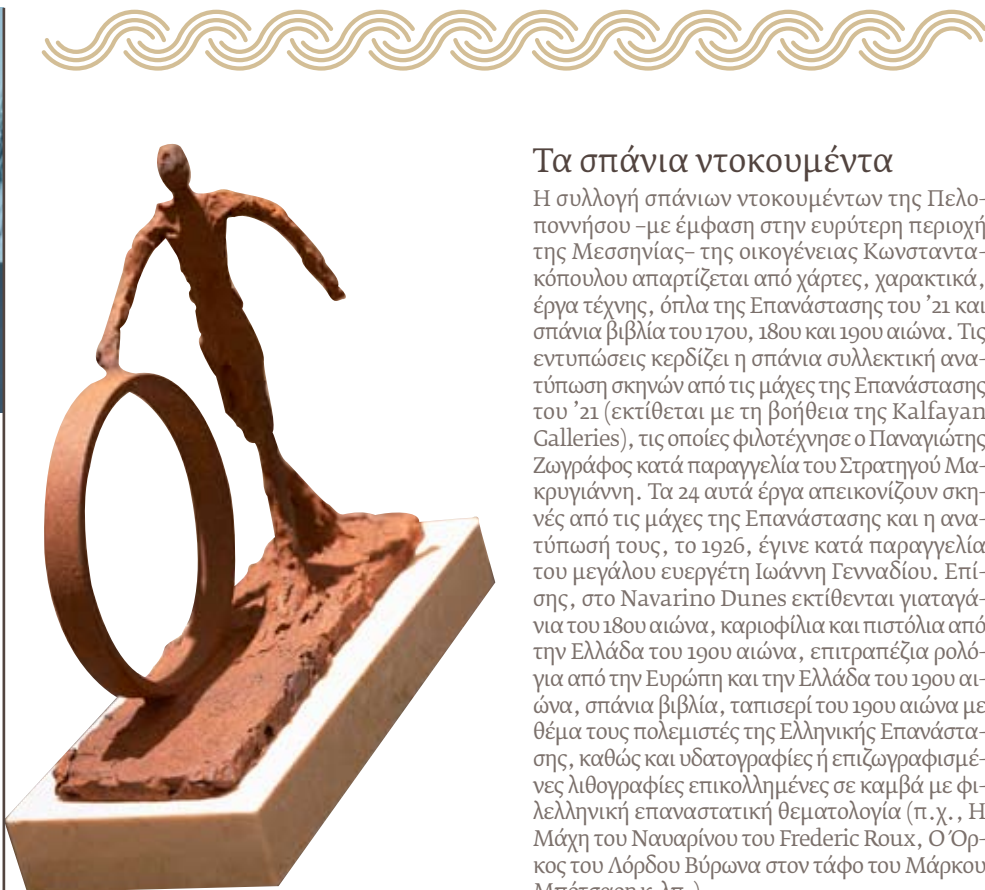 Τα σπάνια ντοκουμέντα
Η συλλογή σπάνιων ντοκουμέντων της Πελο-
ποννήσου –με έμφαση στην ευρύτερη περιοχή
της Μεσσηνίας– της οικογένειας Κωνσταντα-
κόπουλου απαρτίζεται από χάρτες, χαρακτικά,
έργα τέχνης, όπλα της Επανάστασης του ’21 και
σπάνια βιβλία του 17ου, 18ου και 19ου αιώνα. Τις
εντυπώσεις κερδίζει η σπάνια συλλεκτική ανα-
τύπωση σκηνών από τις μάχες της Επανάστασης
του ’21 (εκτίθεται με τη βοήθεια της Kalfayan
Galleries), τις οποίες φιλοτέχνησε ο Παναγιώτης
Ζωγράφος κατά παραγγελία του Στρατηγού Μα-
κρυγιάννη. Τα 24 αυτά έργα απεικονίζουν σκη-
νές από τις μάχες της Επανάστασης και η ανα-
τύπωσή τους, το 1926, έγινε κατά παραγγελία
του μεγάλου ευεργέτη Ιωάννη Γενναδίου. Επί-
σης, στο Navarino Dunes εκτίθενται γιαταγά-
νια του 18ου αιώνα, καριοφίλια και πιστόλια από
την Ελλάδα του 19ου αιώνα, επιτραπέζια ρολό-
για από την Ευρώπη και την Ελλάδα του 19ου αι-
ώνα, σπάνια βιβλία, ταπισερί του 19ου αιώνα με
θέμα τους πολεμιστές της Ελληνικής Επανάστα-
σης, καθώς και υδατογραφίες ή επιζωγραφισμέ-
νες λιθογραφίες επικολλημένες σε καμβά με φι-
λελληνική επαναστατική θεματολογία (π.χ., Η
Μάχη του Ναυαρίνου του Frederic Roux, Ο Όρ-
κος του Λόρδου Βύρωνα στον τάφο του Μάρκου